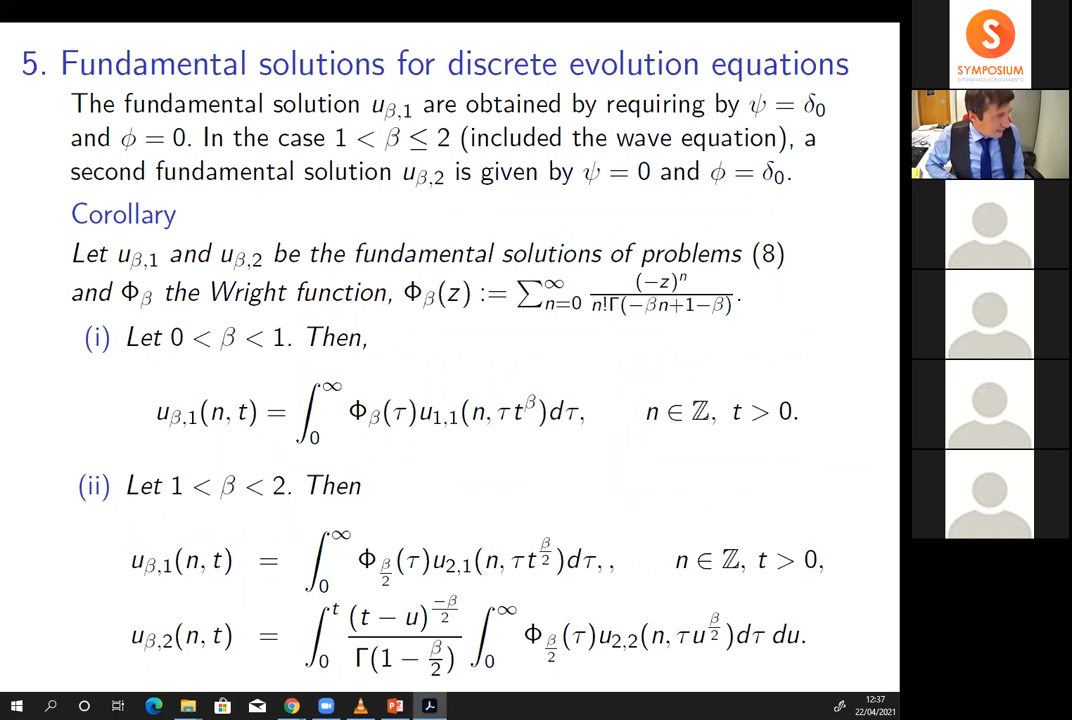 5. Fundamental solutions for discrete evolution equations
The fundamental solution u_{β,1} are obtained by requiring by ψ = δ_0
and ϕ = 0. In the case 1 < β ≤ 2 (included the wave equation), a
second fundamental solution u_{β,2} is given by ψ = 0 and ϕ = δ_0.
Corollary
Let u_{β,1} and u_{β,2} be the fundamental solutions of problems (8)
and Φ_β the Wright function, Φ_β(z) := ∑_{n=0}^{∞} (−z)^n / n!Γ(−βn+1−β) .
(i) Let 0 < β < 1. Then,
u_{β,1}(n, t) = ∫_0^∞ Φ_β(τ)u_{1,1}(n, τt^β)dτ, n ∈ ℤ, t > 0.
(ii) Let 1 < β < 2. Then
u_{β,1}(n, t) = ∫_0^∞ Φ_{β/2}(τ)u_{2,1}(n, τt^{β/2})dτ, , n ∈ ℤ, t > 0,
u_{β,2}(n, t) = ∫_0^t (t − u)^{−β/2} / Γ(1 − β/2) ∫_0^∞ Φ_{β/2}(τ)u_{2,2}(n, τu^{β/2})dτ du.
S
SYMPOSIUM
12:37
22/04/2021